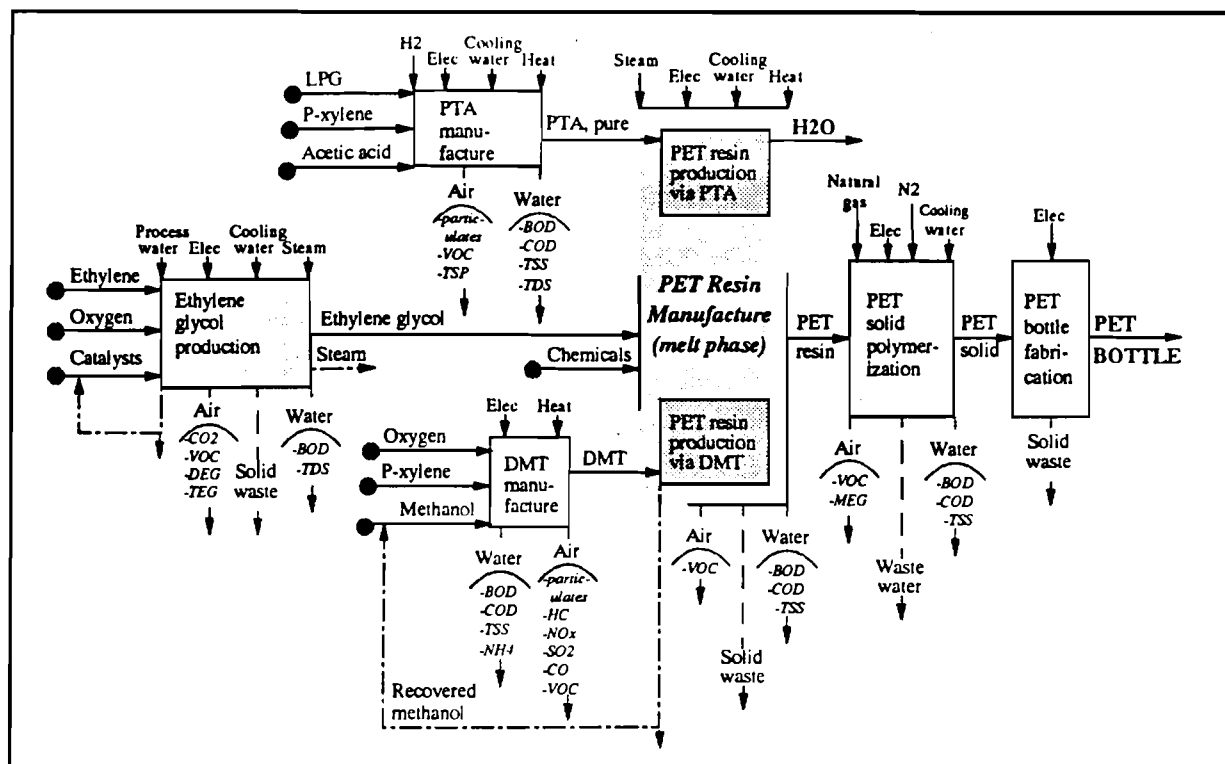 H2
Elec
Cooling
water
Heat
LPG
P-xylene
Acetic acid
PTA
manu-
facture
PTA, pure
Air
-partic-
ulates
-VOC
-TSP
Water
-BOD
-COD
-TSS
-TDS
Steam
Elec
Cooling
water
Heat
PET resin
production
via PTA
H2O
Process
water
Elec
Cooling
water
Steam
Ethylene
Oxygen
Catalysts
Ethylene
glycol
production
Ethylene glycol
Steam
Air
-CO2
-VOC
-DEG
-TEG
Solid
waste
Water
-BOD
-TDS
PET Resin
Manufacture
(melt phase)
Chemicals
Elec
Heat
Oxygen
P-xylene
Methanol
DMT
manu-
facture
DMT
PET resin
production
via DMT
Water
-BOD
-COD
-TSS
-NH4
Air
-partic-
ulates
-HC
-NOx
-SO2
-CO
-VOC
Recovered
methanol
Air
-VOC
Solid
waste
Water
-BOD
-COD
-TSS
PET
resin
Natural
gas
Elec
N2
Cooling
water
PET
solid
polymer-
ization
Air
-VOC
-MEG
Waste
water
Water
-BOD
-COD
-TSS
PET
solid
Elec
PET
bottle
fabri-
cation
Solid
waste
PET
BOTTLE